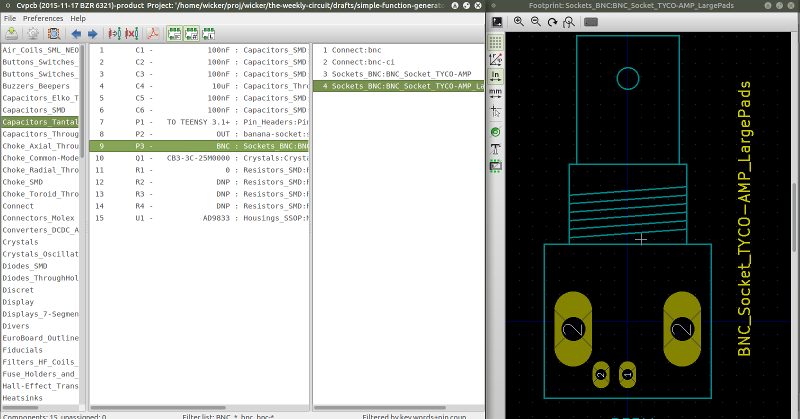 Cvpcb (2015-11-17 BZR 6321)-product Project: '/home/wicker/proj/wicker/the-weekly-circuit/drafts/simple-function-generato
File Preferences Help
Air_Coils_SML_NEO
Buttons_Switches_
Buttons_Switches_
Buzzers_Beepers
Capacitors_Elko_T
Capacitors_SMD
Capacitors_Tantal
Capacitors_Throug
Choke_Axial_Throu
Choke_Common-Mode
Choke_Radial_Thro
Choke_SMD
Choke_Toroid_Thro
Connect
Connectors_Molex
Converters_DCDC_A
Crystals
Crystals_Oscillat
Diodes_SMD
Diodes_ThroughHol
Discret
Display
Displays_7-Segmen
Divers
EuroBoard_Outline
Fiducials
Filters_HF_Coils_
Fuse_Holders_and_
Hall-Effect_Trans
Heatsinks
1 C1 - 100nF : Capacitors_SMD:
2 C2 - 100nF : Capacitors_SMD:
3 C3 - 100nF : Capacitors_SMD:
4 C4 - 10uF : Capacitors_Thro
5 C5 - 100nF : Capacitors_SMD:
6 C6 - 100nF : Capacitors_SMD:
7 P1 - TO TEENSY 3.1+ : Pin_Headers:Pin
8 P2 - OUT : banana-socket:s
9 P3 - BNC : Sockets_BNC:BNC
10 Q1 - CB3-3C-25M0000 : Crystals:Crysta
11 R1 - 0 : Resistors_SMD:R
12 R2 - DNP : Resistors_SMD:R
13 R3 - DNP : Resistors_SMD:R
14 R4 - DNP : Resistors_SMD:R
15 U1 - AD9833 : Housings_SSOP:M
1 Connect:bnc
2 Connect:bnc-ci
3 Sockets_BNC:BNC_Socket_TYCO-AMP
4 Sockets_BNC:BNC_Socket_TYCO-AMP_La
Components: 15, unassigned: 0
Filter list: BNC_* bnc bnc-*
Filtered by key words+pin coun
Footprint: Sockets_BNC:BNC_Socket_TYCO-AMP_LargePads
in
mm
BNC_Socket_TYCO-AMP_LargePads
2
2
2
1